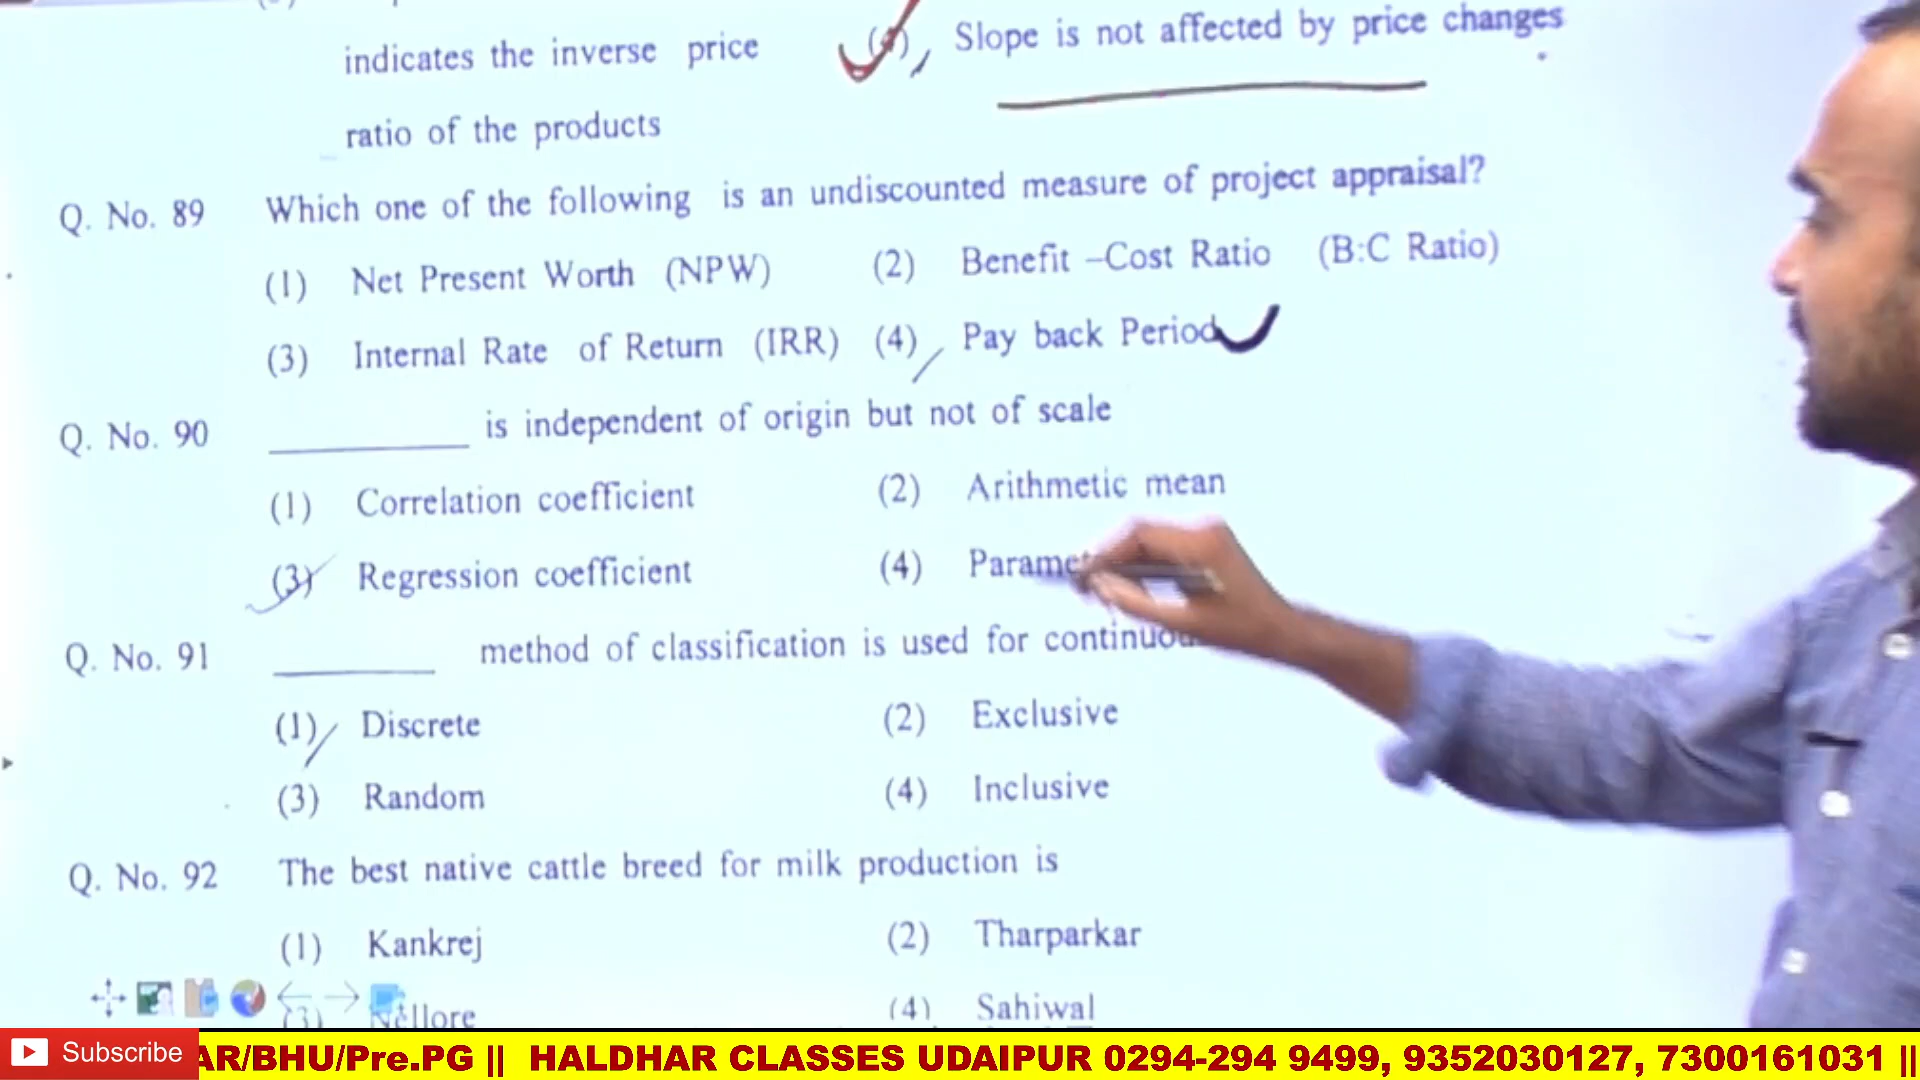 indicates the inverse price
(4) Slope is not affected by price changes
ratio of the products
Q. No. 89 Which one of the following is an undiscounted measure of project appraisal?
(1) Net Present Worth (NPW) (2) Benefit –Cost Ratio (B:C Ratio)
(3) Internal Rate of Return (IRR) (4) Pay back Period
Q. No. 90 __________ is independent of origin but not of scale
(1) Correlation coefficient (2) Arithmetic mean
(3) Regression coefficient (4)
Q. No. 91 ________ method of classification is used for
(1) Discrete (2) Exclusive
(3) Random (4) Inclusive
Q. No. 92 The best native cattle breed for milk production is
(1) Kankrej (2) Tharparkar
(3) Nellore (4) Sahiwal
Subscribe AR/BHU/Pre.PG || HALDHAR CLASSES UDAIPUR 0294-294 9499, 9352030127, 7300161031 ||